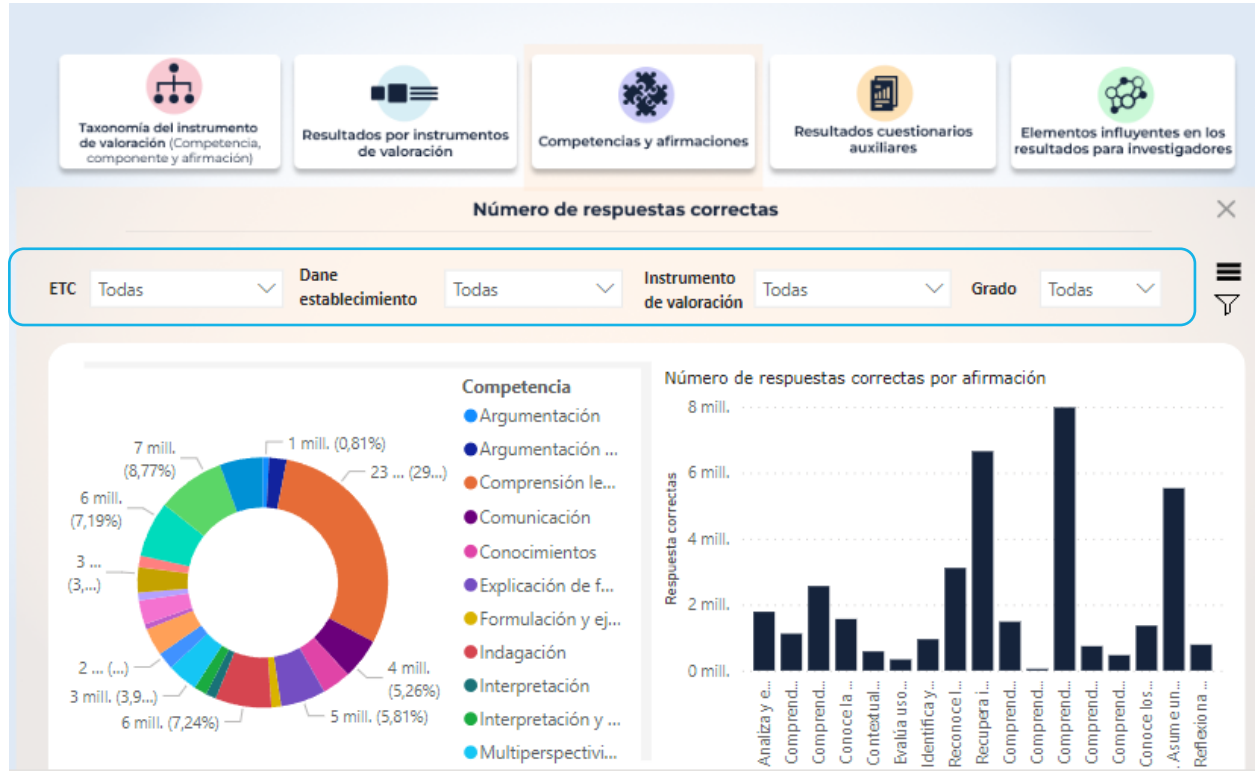 Taxonomía del instrumento
de valoración (Competencia,
componente y afirmación)
Resultados por instrumentos
de valoración
Competencias y afirmaciones
Resultados cuestionarios
auxiliares
Elementos influyentes en los
resultados para investigadores
Número de respuestas correctas
ETC
Todas
Dane
establecimiento
Todas
Instrumento
de valoración
Todas
Grado
Todas
Competencia
Argumentación
Argumentación ...
Comprensión le...
Comunicación
Conocimientos
Explicación de f...
Formulación y ej...
Indagación
Interpretación
Interpretación y ...
Multiperspectivi...
1 mill. (0,81%)
23 ... (29...)
4 mill.
(5,26%)
5 mill. (5,81%)
6 mill. (7,24%)
3 mill. (3,9...)
2 ... (...)
3 ...
(3,...)
6 mill.
(7,19%)
7 mill.
(8,77%)
Número de respuestas correctas por afirmación
Respuesta correctas
8 mill.
6 mill.
4 mill.
2 mill.
0 mill.
Analiza y e...
Comprend...
Comprend...
Conoce la ...
Contextual...
Evalúa uso...
Identifica y...
Reconoce l...
Recupera i...
Comprend...
Comprend...
Comprend...
Comprend...
Comprend...
Conoce los...
. Asume un...
Reflexiona ...